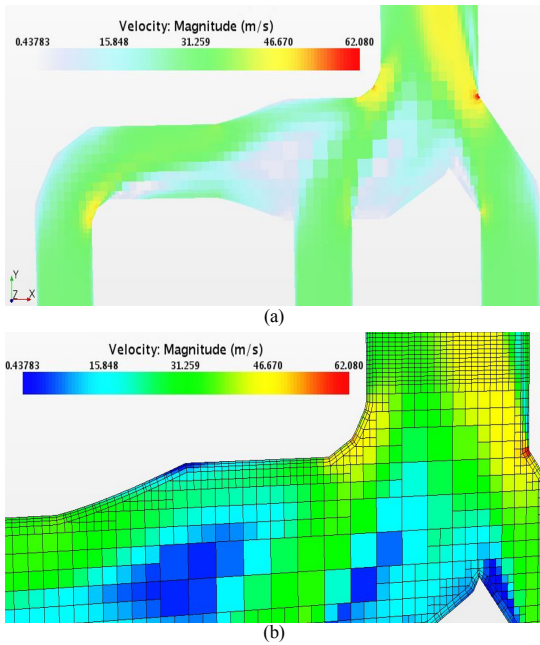 Velocity: Magnitude (m/s)
0.43783 15.848 31.259 46.670 62.080
Y
Z X
(a)
Velocity: Magnitude (m/s)
0.43783 15.848 31.259 46.670 62.080
(b)